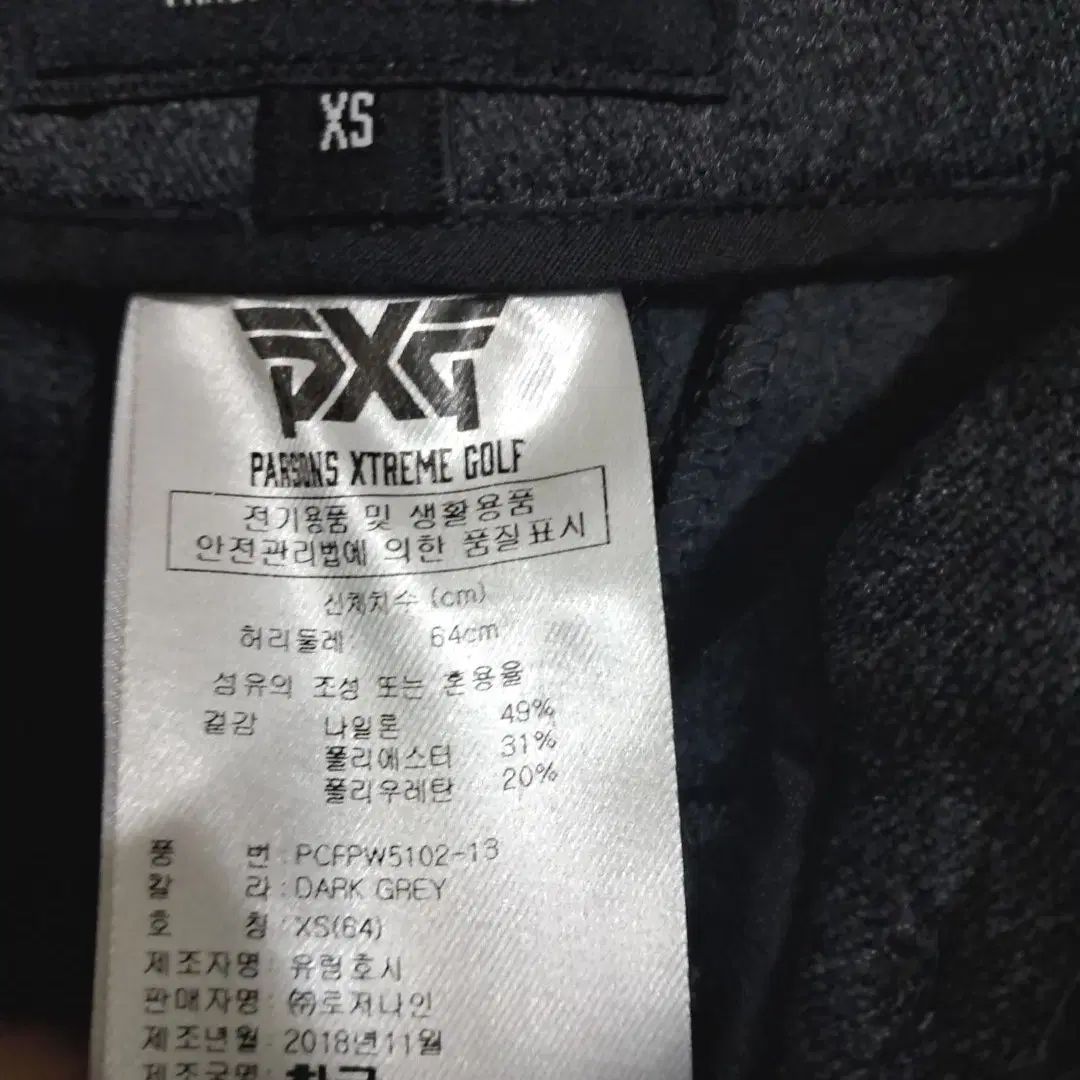 XS
PXG
PARSONS XTREME GOLF
전기용품 및 생활용품
안전관리법에 의한 품질표시
신체치수 (cm)
허리둘레: 64cm
섬유의 조성 또는 혼용율
겉감 나일론 49%
폴리에스터 31%
폴리우레탄 20%
품 번 : PCFPW5102-13
칼 라 : DARK GREY
호 칭 : XS(64)
제조자명 : 유림호시
판매자명 : ㈜로저나인
제조년월 : 2018년11월
제조국명 :